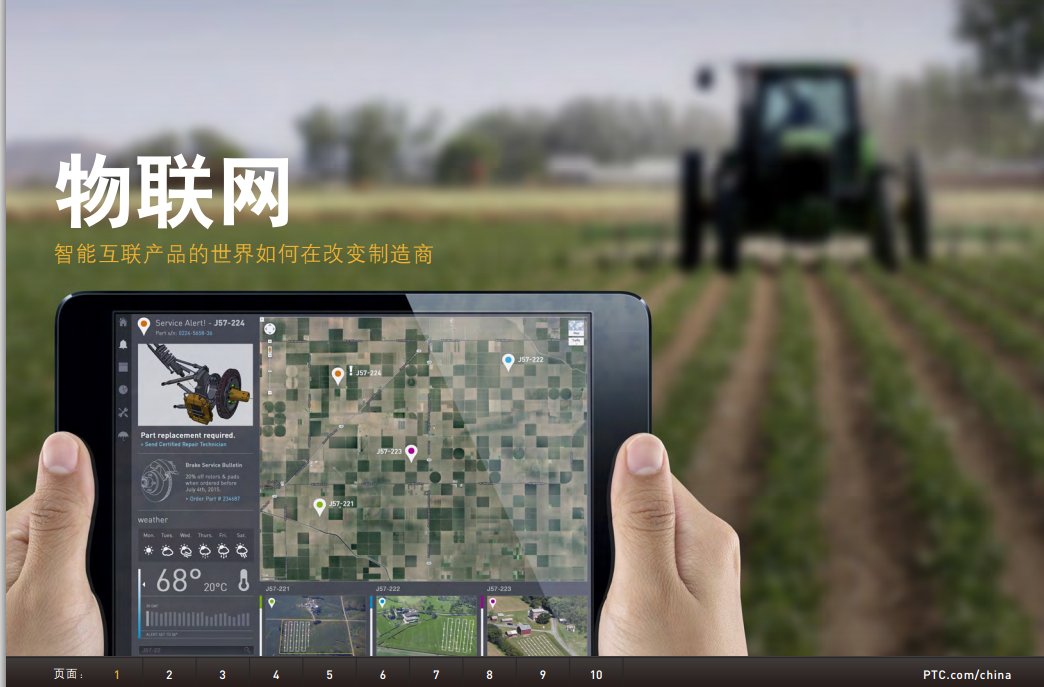 物联网
智能互联产品的世界如何在改变制造商
Service Alert! - J57-224
Part s/n: 0224-5658-36
Part replacement required.
› Send Certified Repair Technician
Brake Service Bulletin
20% off rotors & pads
when ordered before
July 4th, 2015.
› Order Part # 234687
weather
Mon. Tues. Wed. Thurs. Fri. Sat.
68° 20°C
J57-222
J57-224
J57-223
J57-221
J57-221 J57-222 J57-223
页面: 1 2 3 4 5 6 7 8 9 10
PTC.com/china